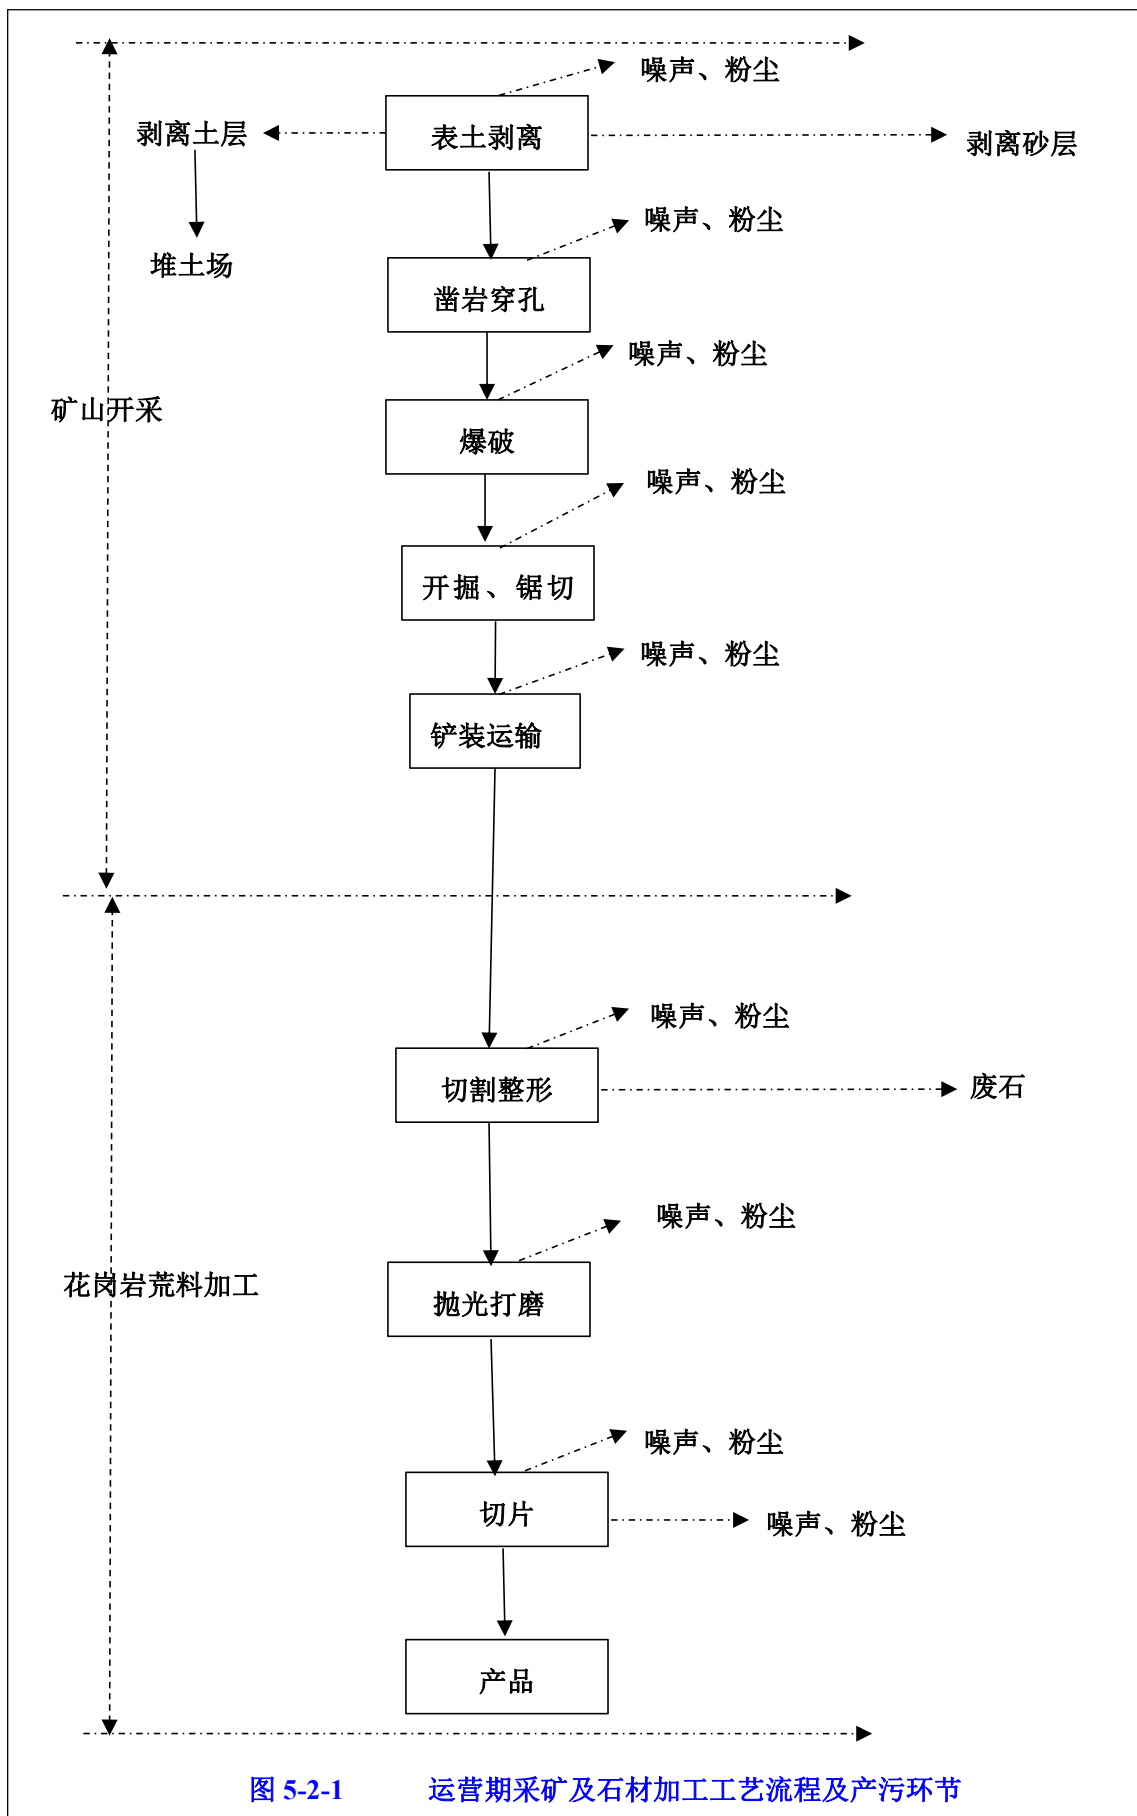 噪声、粉尘
剥离土层
表土剥离
剥离砂层
噪声、粉尘
堆土场
凿岩穿孔
噪声、粉尘
矿山开采
爆破
噪声、粉尘
开掘、锯切
噪声、粉尘
铲装运输
噪声、粉尘
切割整形
废石
噪声、粉尘
花岗岩荒料加工
抛光打磨
噪声、粉尘
切片
噪声、粉尘
产品
图 5-2-1 运营期采矿及石材加工工艺流程及产污环节